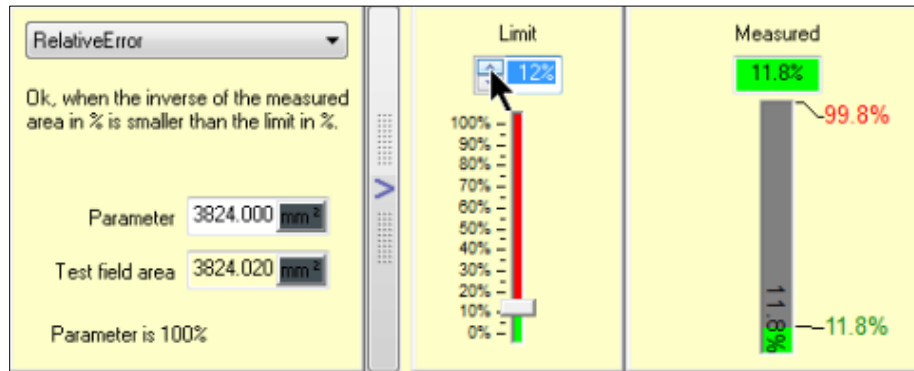 RelativeError
Ok, when the inverse of the measured
area in % is smaller than the limit in %.
Parameter 3824.000 mm²
Test field area 3824.020 mm²
Parameter is 100%
>
Limit
12%
100%
90%
80%
70%
60%
50%
40%
30%
20%
10%
0%
Measured
11.8%
99.8%
11.8%
11.8%